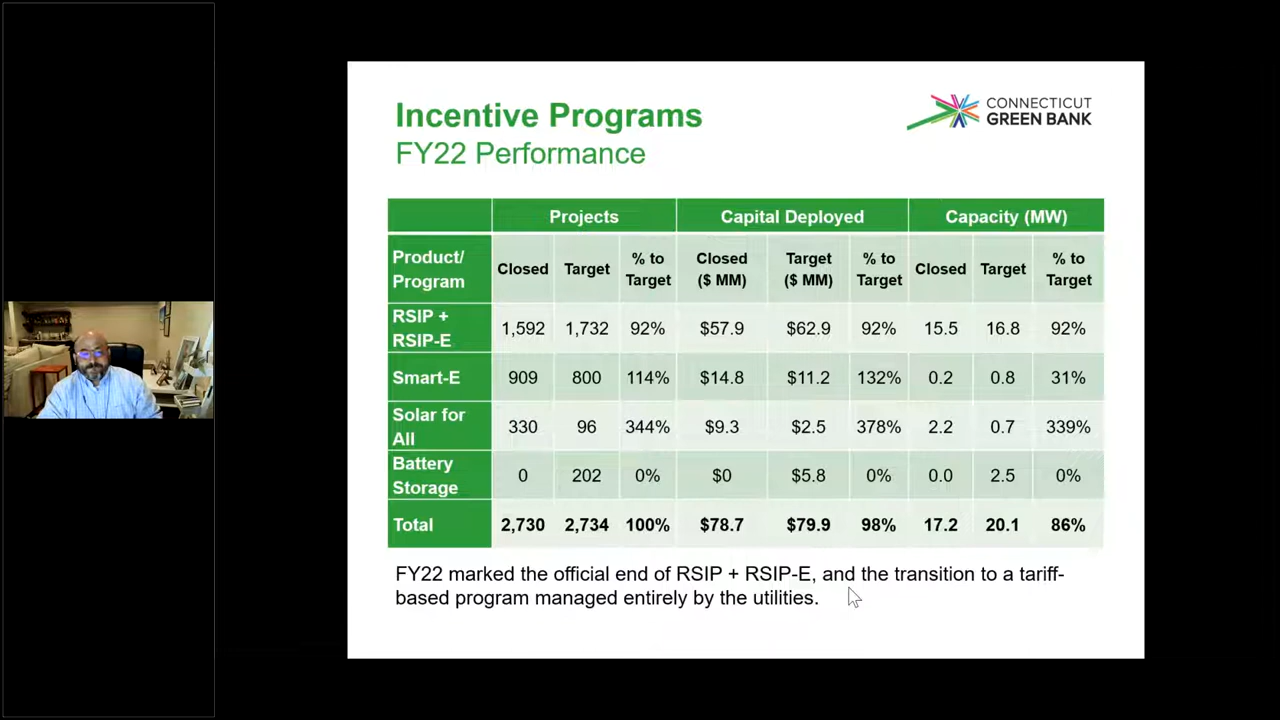 Incentive Programs
FY22 Performance
CONNECTICUT
GREEN BANK
Projects Capital Deployed Capacity (MW)
Product/ Program Closed Target % to Target Closed ($ MM) Target ($ MM) % to Target Closed Target % to Target
RSIP + RSIP-E 1,592 1,732 92% $57.9 $62.9 92% 15.5 16.8 92%
Smart-E 909 800 114% $14.8 $11.2 132% 0.2 0.8 31%
Solar for All 330 96 344% $9.3 $2.5 378% 2.2 0.7 339%
Battery Storage 0 202 0% $0 $5.8 0% 0.0 2.5 0%
Total 2,730 2,734 100% $78.7 $79.9 98% 17.2 20.1 86%
FY22 marked the official end of RSIP + RSIP-E, and the transition to a tariff-
based program managed entirely by the utilities.